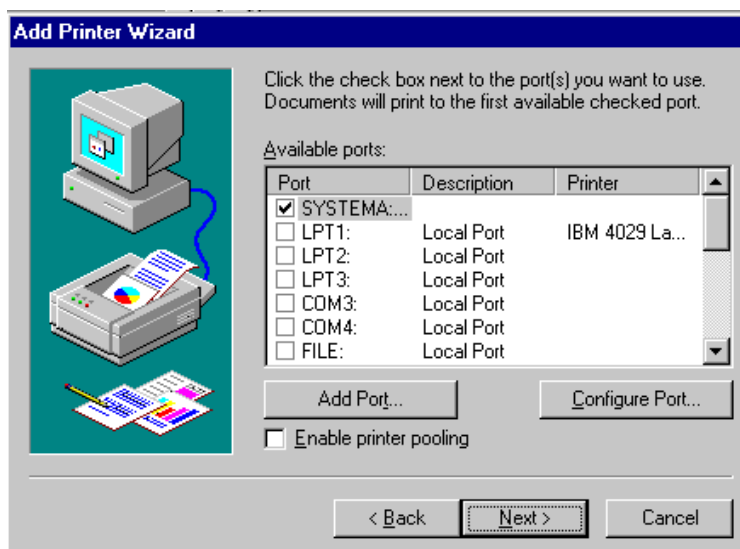 Add Printer Wizard
Click the check box next to the port(s) you want to use.
Documents will print to the first available checked port.
Available ports:
Port Description Printer
SYSTEMA:...
LPT1: Local Port IBM 4029 La...
LPT2: Local Port
LPT3: Local Port
COM3: Local Port
COM4: Local Port
FILE: Local Port
Add Port... Configure Port...
Enable printer pooling
< Back Next > Cancel